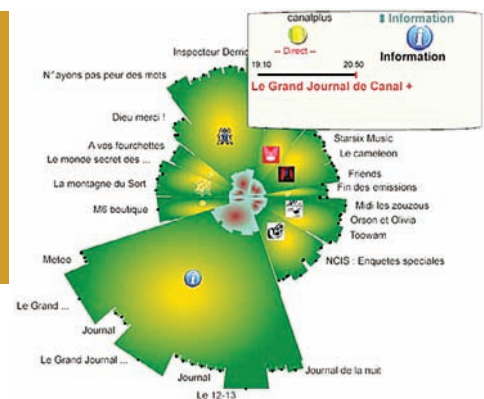 canalplus
Information
-- Direct --
Information
19:10
20:50
Le Grand Journal de Canal +
Inspecteur Derric
N'ayons pas peur des mots
Dieu merci !
A vos fourchettes
Le monde secret des ...
La montagne du Sort
M6 boutique
Starsix Music
Le cameleon
Friends
Fin des emissions
Midi les zouzous
Orson et Olivia
Toowam
NCIS : Enquetes speciales
Meteo
Le Grand ...
Journal
Le Grand Journal ...
Journal
Le 12-13
Journal de la nuit